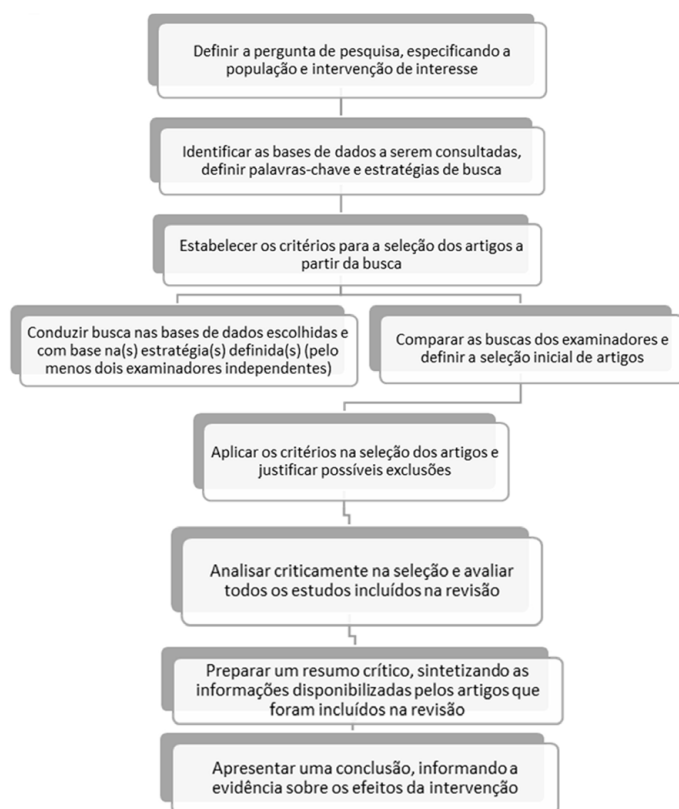 Definir a pergunta de pesquisa, especificando a
população e intervenção de interesse
Identificar as bases de dados a serem consultadas,
definir palavras-chave e estratégias de busca
Estabelecer os critérios para a seleção dos artigos a
partir da busca
Conduzir busca nas bases de dados escolhidas e
com base na(s) estratégia(s) definida(s) (pelo
menos dois examinadores independentes)
Comparar as buscas dos examinadores e
definir a seleção inicial de artigos
Aplicar os critérios na seleção dos artigos e
justificar possíveis exclusões
Analisar criticamente na seleção e avaliar
todos os estudos incluídos na revisão
Preparar um resumo crítico, sintetizando as
informações disponibilizadas pelos artigos que
foram incluídos na revisão
Apresentar uma conclusão, informando a
evidência sobre os efeitos da intervenção